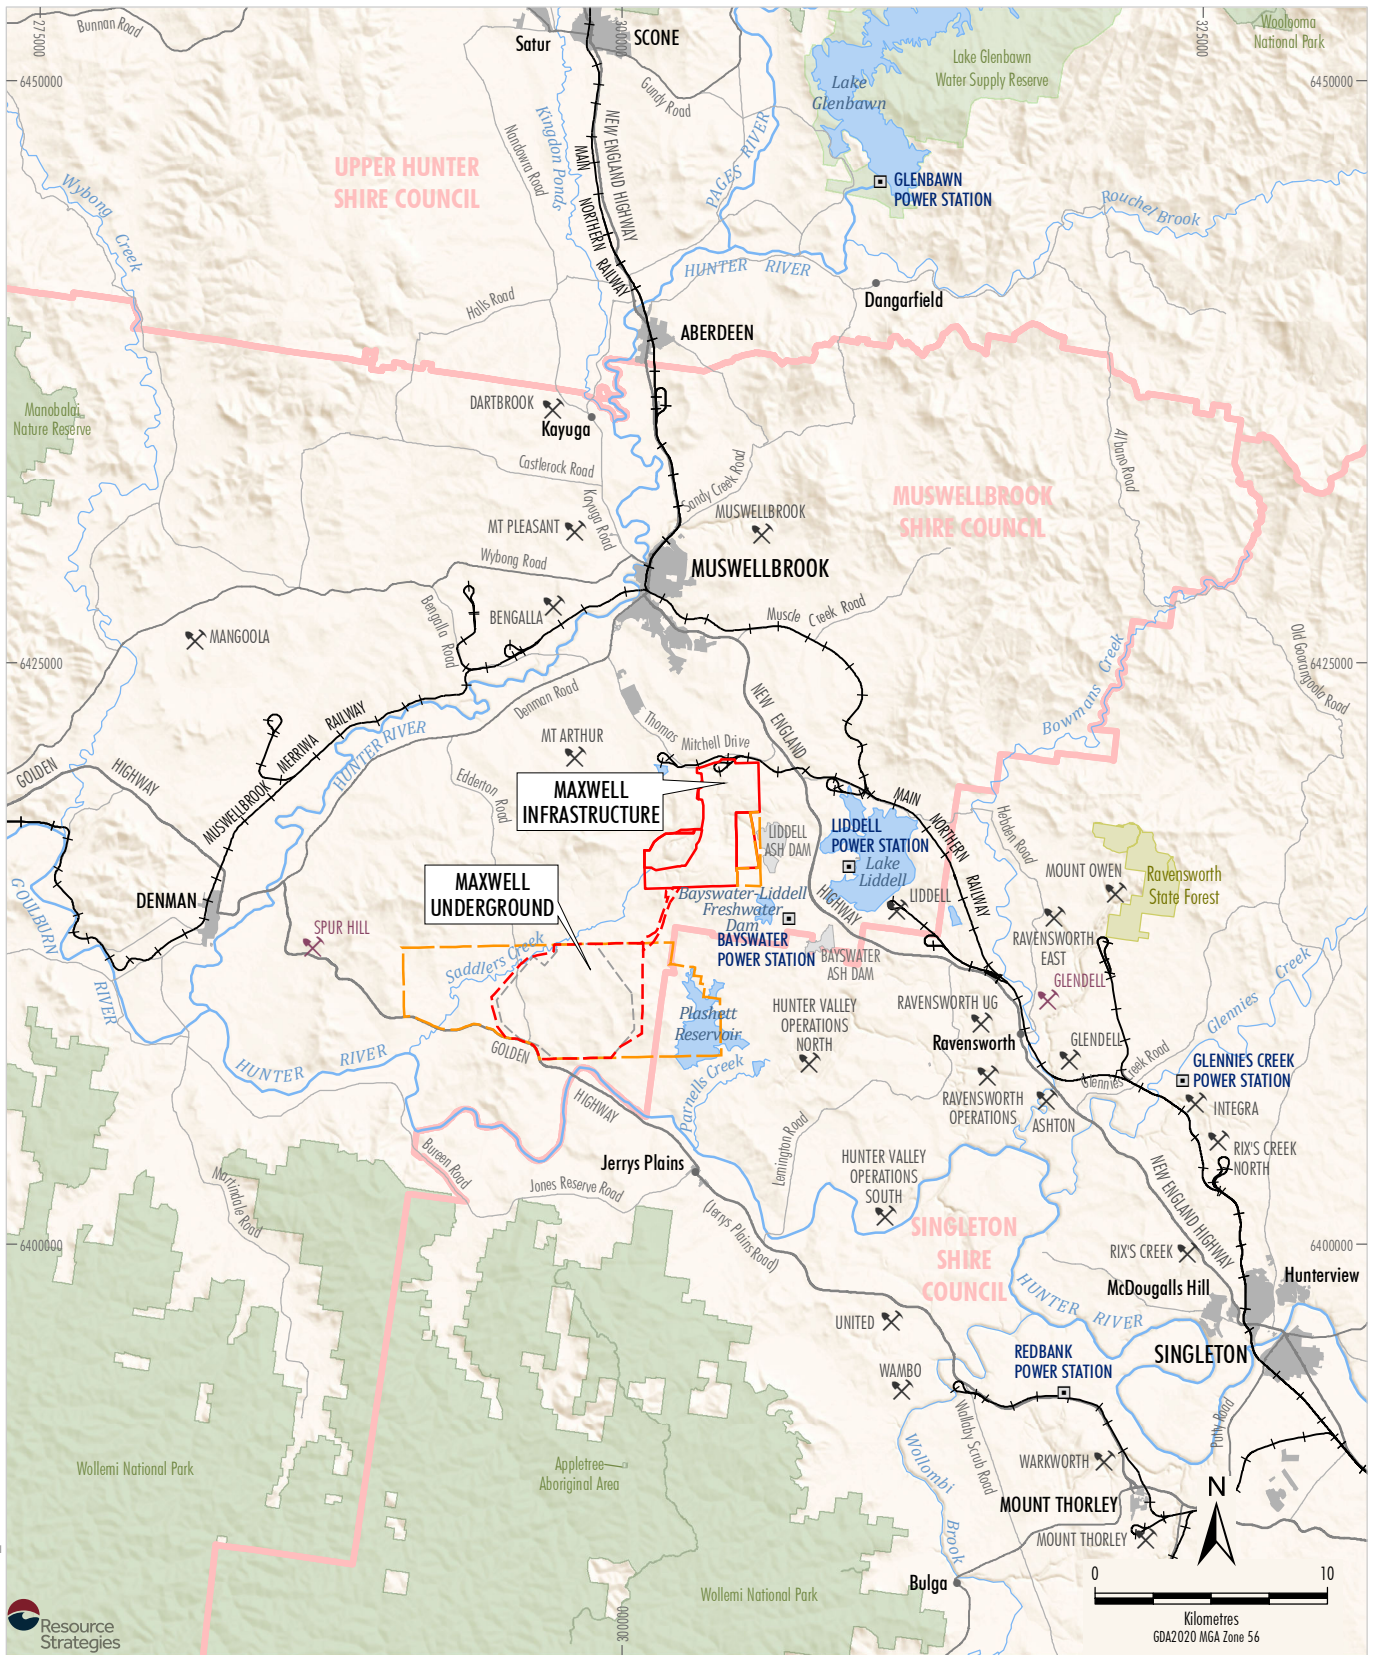 275000
300000
325000
Bunnan Road
Satur
SCONE
Woolooma
National Park
6450000
6450000
Lake Glenbawn
Water Supply Reserve
Lake
Glenbawn
Gundy Road
Kingdon Ponds
Nandowra Road
NEW ENGLAND HIGHWAY
MAIN NORTHERN RAILWAY
PAGES RIVER
UPPER HUNTER
SHIRE COUNCIL
Wybong Creek
GLENBAWN
POWER STATION
Rouchel Brook
HUNTER RIVER
Dangarfield
Halls Road
ABERDEEN
Manobalai
Nature Reserve
DARTBROOK
Kayuga
Castlerock Road
Kayuga Road
Sandy Creek Road
Albano Road
MUSWELLBROOK
SHIRE COUNCIL
MT PLEASANT
MUSWELLBROOK
Wybong Road
MUSWELLBROOK
Bengalla Road
BENGALLA
Muscle Creek Road
MANGOOLA
Old Goorangoola Road
Bowmans Creek
6425000
6425000
Denman Road
NEW ENGLAND
HIGHWAY
Thomas Mitchell Drive
MT ARTHUR
MUSWELLBROOK MERRIWA RAILWAY
HUNTER RIVER
GOLDEN HIGHWAY
Edderton Road
MAXWELL
INFRASTRUCTURE
MAIN NORTHERN RAILWAY
Hebden Road
LIDDELL
ASH DAM
LIDDELL
POWER STATION
Lake
Liddell
MOUNT OWEN
Ravensworth
State Forest
MAXWELL
UNDERGROUND
Bayswater-Liddell
Freshwater
Dam
LIDDELL
DENMAN
GOULBURN RIVER
SPUR HILL
Saddlers Creek
BAYSWATER
POWER STATION
BAYSWATER
ASH DAM
RAVENSWORTH
EAST
GLENDELL
Glennies Creek
Plashett
Reservoir
HUNTER VALLEY
OPERATIONS
NORTH
RAVENSWORTH UG
Ravensworth
GLENDELL
Glennies Creek Road
GLENNIES CREEK
POWER STATION
HUNTER RIVER
GOLDEN
HIGHWAY
Parnells Creek
RAVENSWORTH
OPERATIONS
ASHTON
INTEGRA
RIX'S CREEK
NORTH
Lemington Road
Bureen Road
Jerrys Plains
Jones Reserve Road
(Jerrys Plains Road)
HUNTER VALLEY
OPERATIONS
SOUTH
Martindale Road
NEW ENGLAND HIGHWAY
SINGLETON
SHIRE
COUNCIL
6400000
6400000
RIX'S CREEK
McDougalls Hill
Hunterview
HUNTER RIVER
UNITED
SINGLETON
REDBANK
POWER STATION
WAMBO
Wallaby Scrub Road
Putty Road
Wollombi Brook
WARKWORTH
Wollemi National Park
Appletree
Aboriginal Area
MOUNT THORLEY
MOUNT THORLEY
N
Bulga
Wollemi National Park
0 10
Kilometres
GDA2020 MGA Zone 56
300000
Resource
Strategies